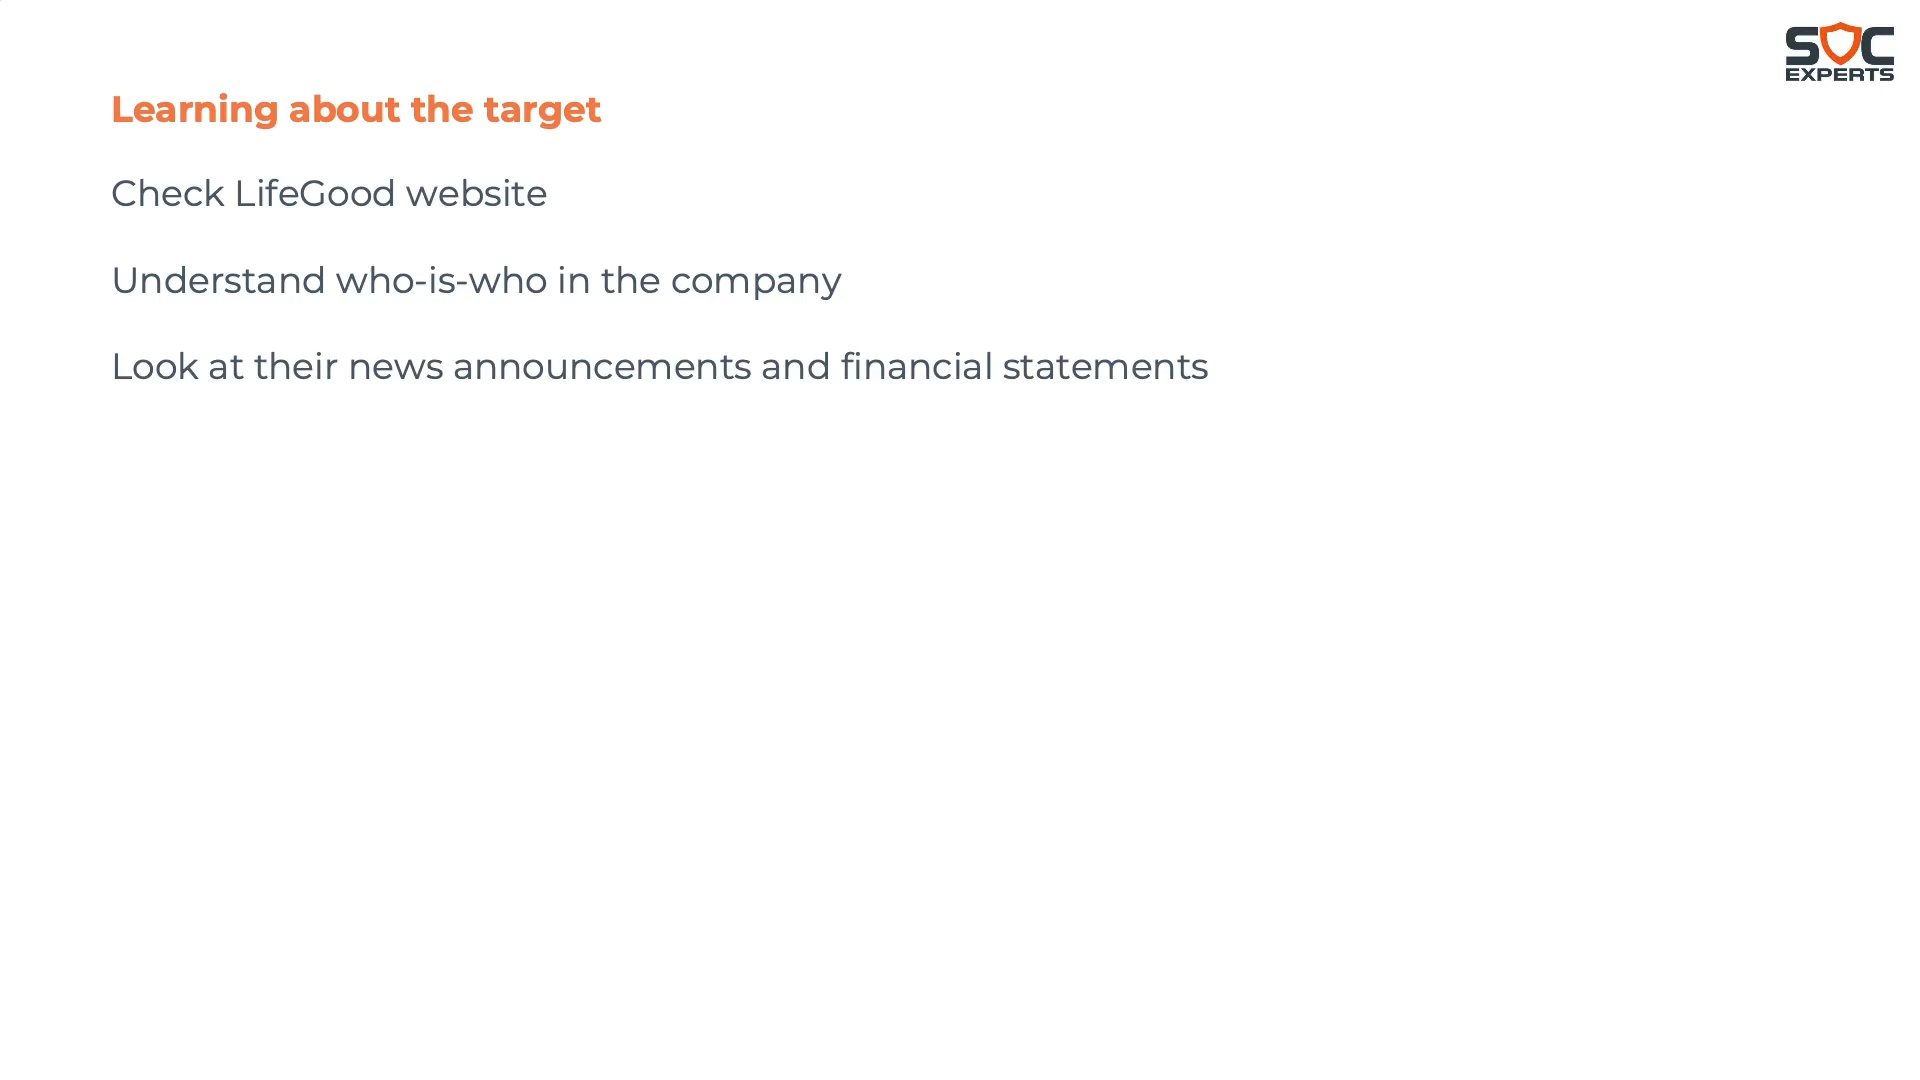 SOC
EXPERTS
Learning about the target
Check LifeGood website
Understand who-is-who in the company
Look at their news announcements and financial statements